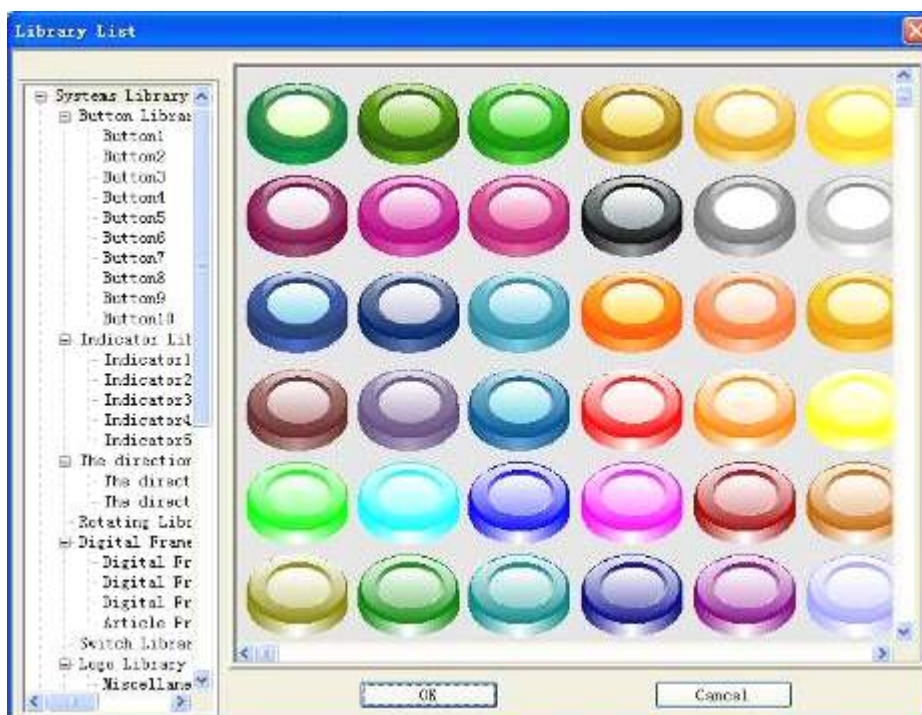 Library List
Systems Library
Button Librar
Button1
Button2
Button3
Button4
Button5
Button6
Button7
Button8
Button9
Button10
Indicator Lib
Indicator1
Indicator2
Indicator3
Indicator4
Indicator5
The direction
The direct
The direct
Rotating Libr
Digital Frame
Digital Fr
Digital Fr
Digital Fr
Article Fr
Switch Librar
Logo Library
Miscellane
OK
Cancel